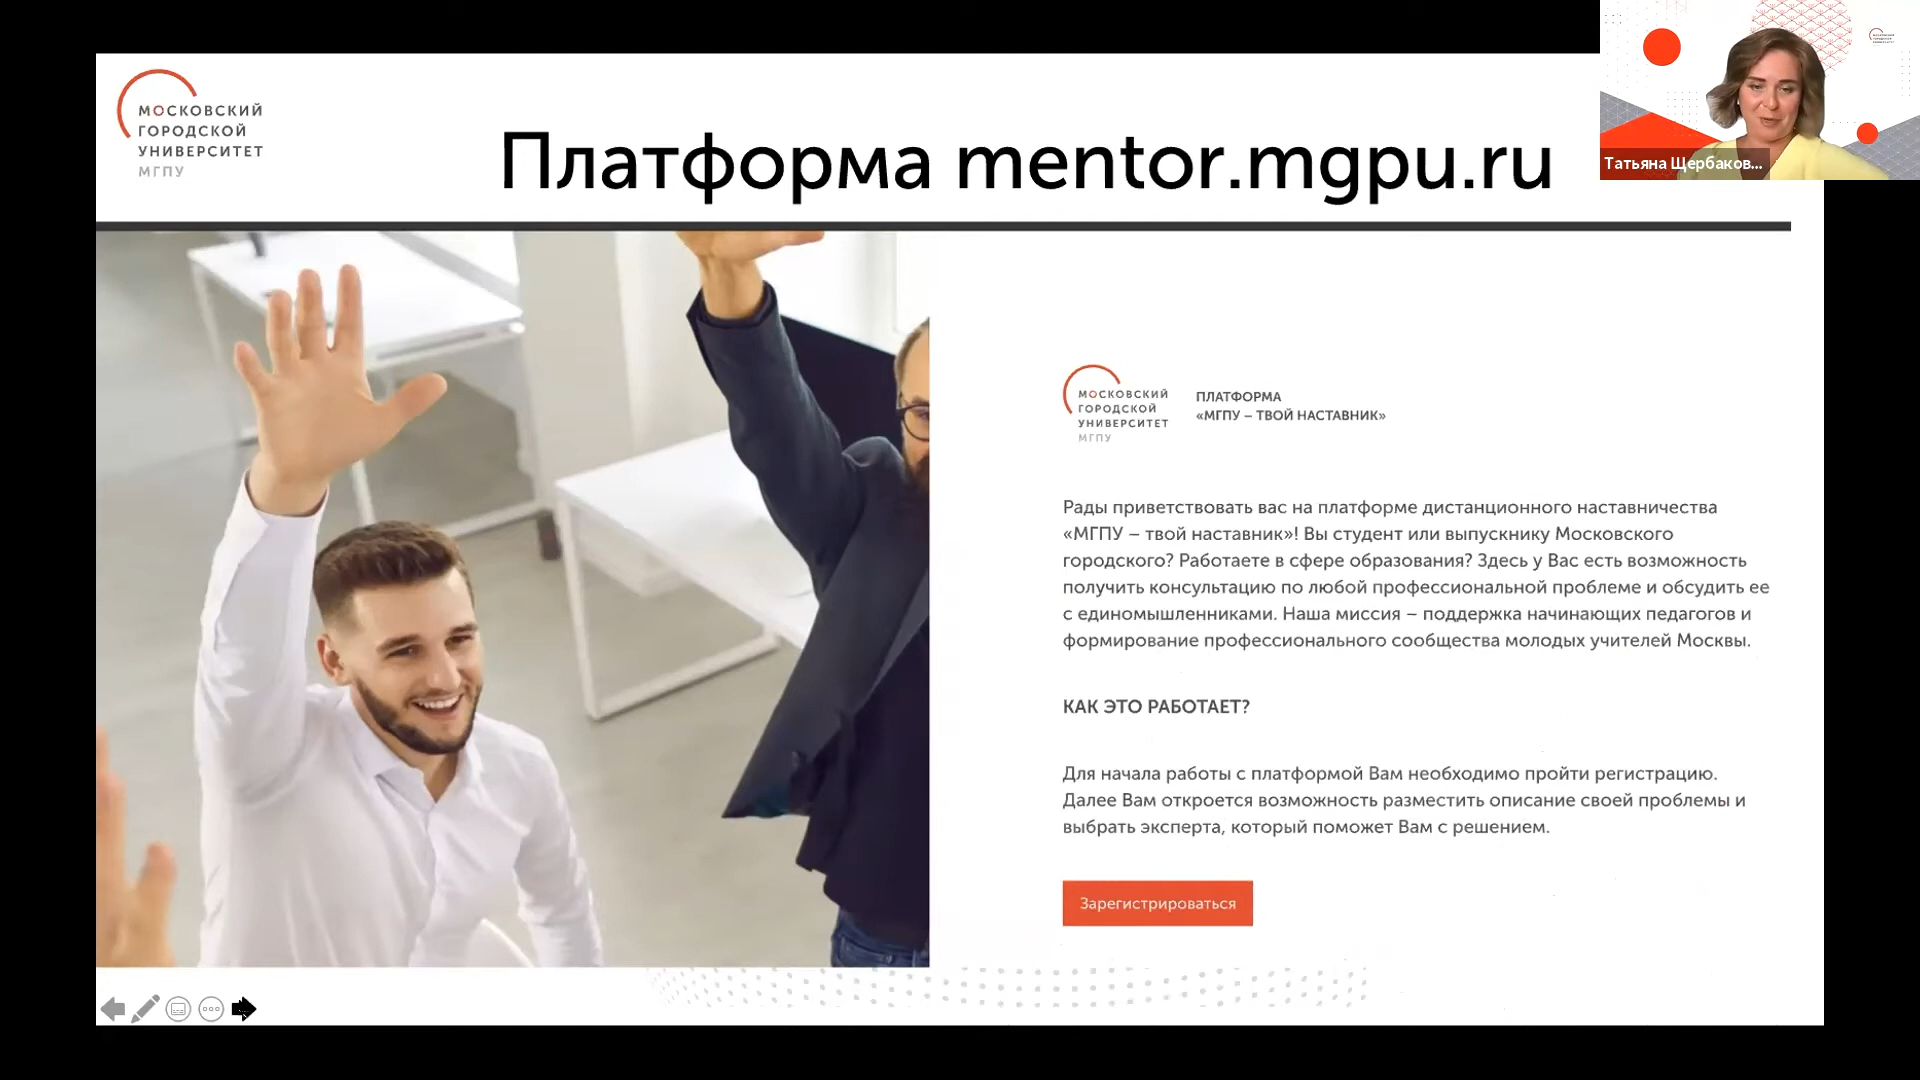 МОСКОВСКИЙ
ГОРОДСКОЙ
УНИВЕРСИТЕТ
МГПУ
Платформа mentor.mgpu.ru
Татьяна Щербаков...
МОСКОВСКИЙ
ГОРОДСКОЙ
УНИВЕРСИТЕТ
МГПУ
ПЛАТФОРМА
«МГПУ – ТВОЙ НАСТАВНИК»
Рады приветствовать вас на платформе дистанционного наставничества
«МГПУ – твой наставник»! Вы студент или выпускнику Московского
городского? Работаете в сфере образования? Здесь у Вас есть возможность
получить консультацию по любой профессиональной проблеме и обсудить ее
с единомышленниками. Наша миссия – поддержка начинающих педагогов и
формирование профессионального сообщества молодых учителей Москвы.
КАК ЭТО РАБОТАЕТ?
Для начала работы с платформой Вам необходимо пройти регистрацию.
Далее Вам откроется возможность разместить описание своей проблемы и
выбрать эксперта, который поможет Вам с решением.
Зарегистрироваться